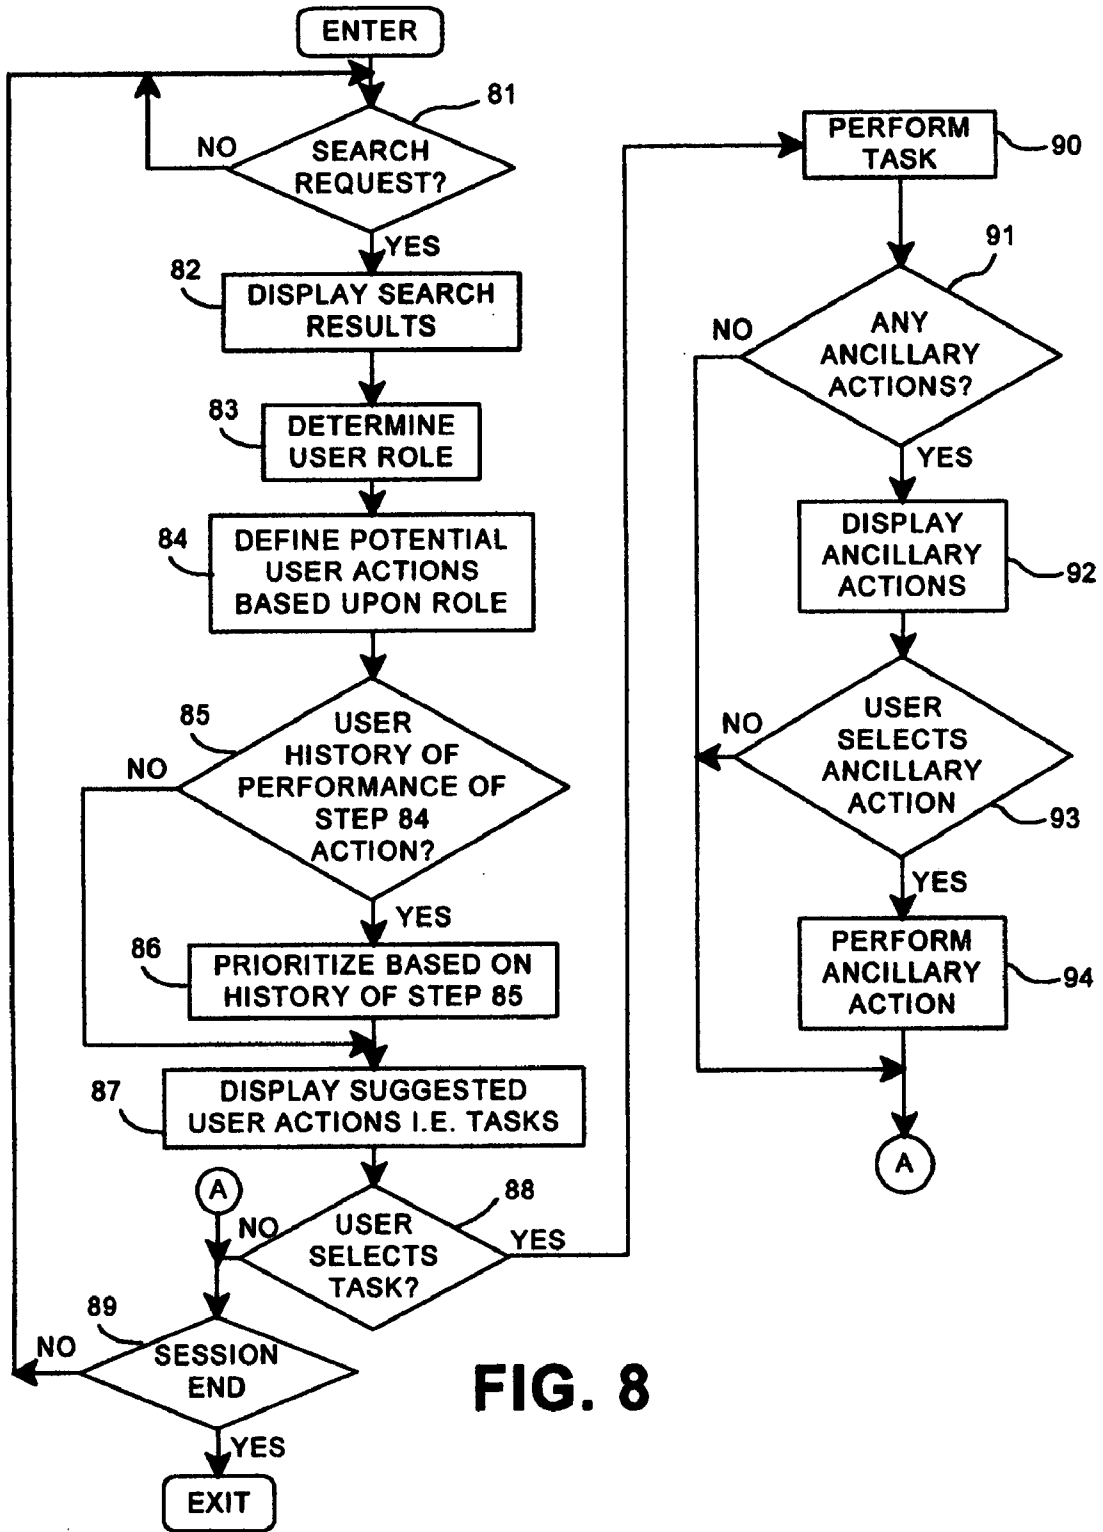 ENTER
81
NO
SEARCH
REQUEST?
YES
82
DISPLAY SEARCH
RESULTS
83
DETERMINE
USER ROLE
84
DEFINE POTENTIAL
USER ACTIONS
BASED UPON ROLE
85
NO
USER
HISTORY OF
PERFORMANCE OF
STEP 84
ACTION?
YES
86
PRIORITIZE BASED ON
HISTORY OF STEP 85
87
DISPLAY SUGGESTED
USER ACTIONS I.E. TASKS
A
88
NO
USER
SELECTS
TASK?
YES
89
NO
SESSION
END
YES
EXIT
PERFORM
TASK
90
91
NO
ANY
ANCILLARY
ACTIONS?
YES
DISPLAY
ANCILLARY
ACTIONS
92
NO
USER
SELECTS
ANCILLARY
ACTION
93
YES
PERFORM
ANCILLARY
ACTION
94
A
FIG. 8